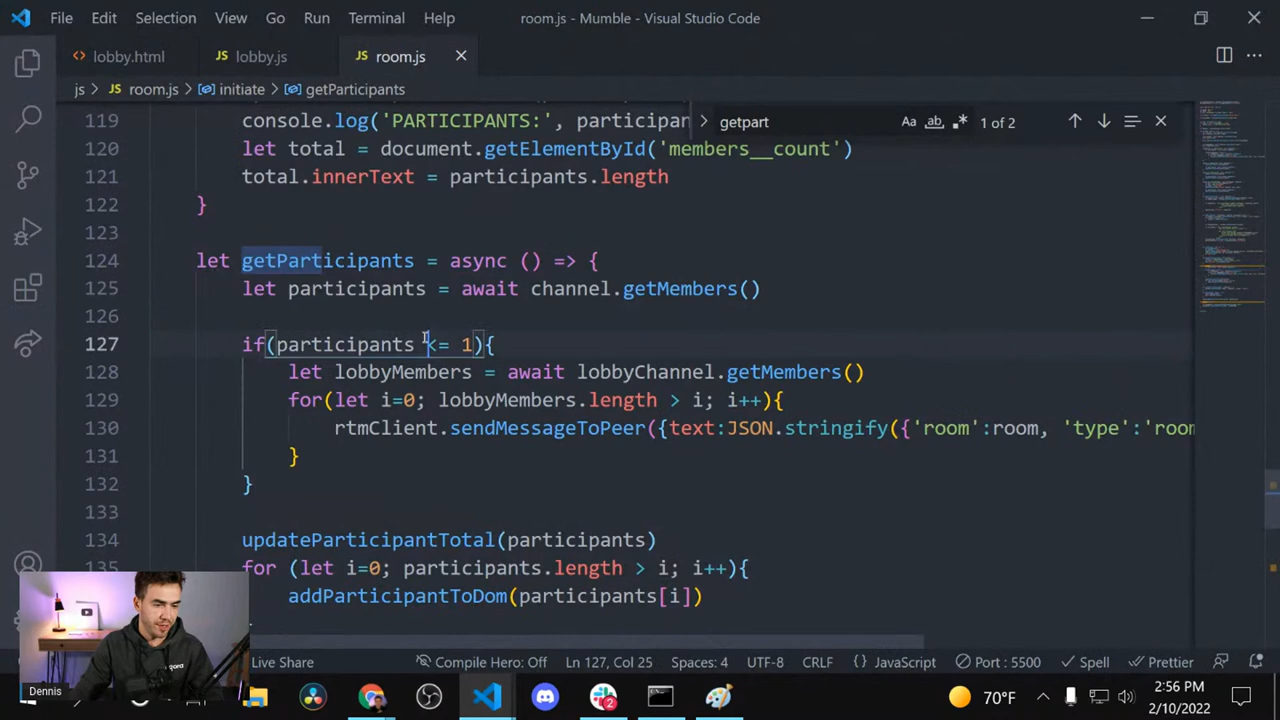 File Edit Selection View Go Run Terminal Help room.js - Mumble - Visual Studio Code
lobby.html JS lobby.js JS room.js
js JS room.js initiate getParticipants
119 console.log('PARTICIPANTS:', participan
getpart Aa ab 1 of 2
120 let total = document.getElementById('members__count')
121 total.innerText = participants.length
122 }
123
124 let getParticipants = async () => {
125 let participants = await channel.getMembers()
126
127 if(participants <= 1){
128 let lobbyMembers = await lobbyChannel.getMembers()
129 for(let i=0; lobbyMembers.length > i; i++){
130 rtmClient.sendMessageToPeer({text:JSON.stringify({'room':room, 'type':'room
131 }
132 }
133
134 updateParticipantTotal(participants)
135 for (let i=0; participants.length > i; i++){
addParticipantToDom(participants[i])
Live Share Compile Hero: Off Ln 127, Col 25 Spaces: 4 UTF-8 CRLF {} JavaScript Port : 5500 Spell Prettier
Dennis
2
70°F
2:56 PM
2/10/2022